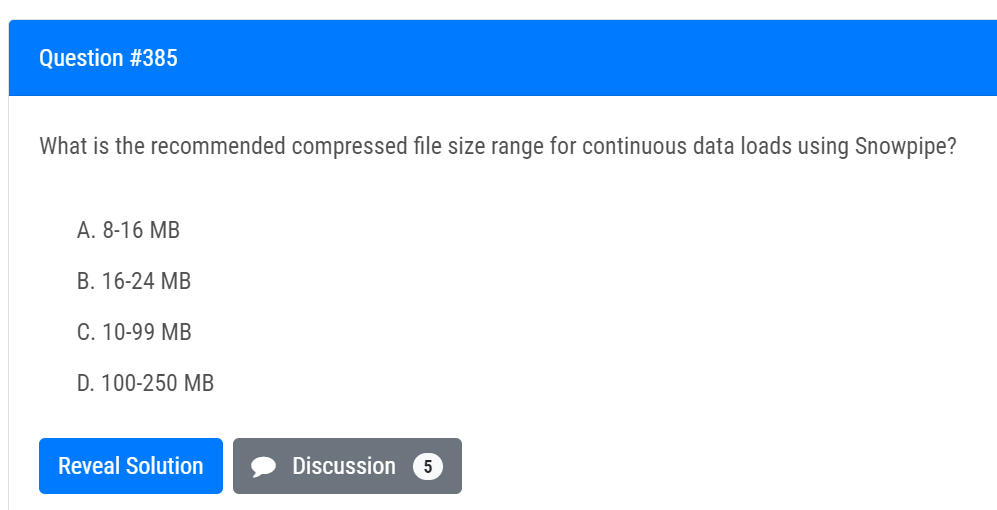 Question #385
What is the recommended compressed file size range for continuous data loads using Snowpipe?
A. 8-16 MB
B. 16-24 MB
C. 10-99 MB
D. 100-250 MB
Reveal Solution
Discussion 5